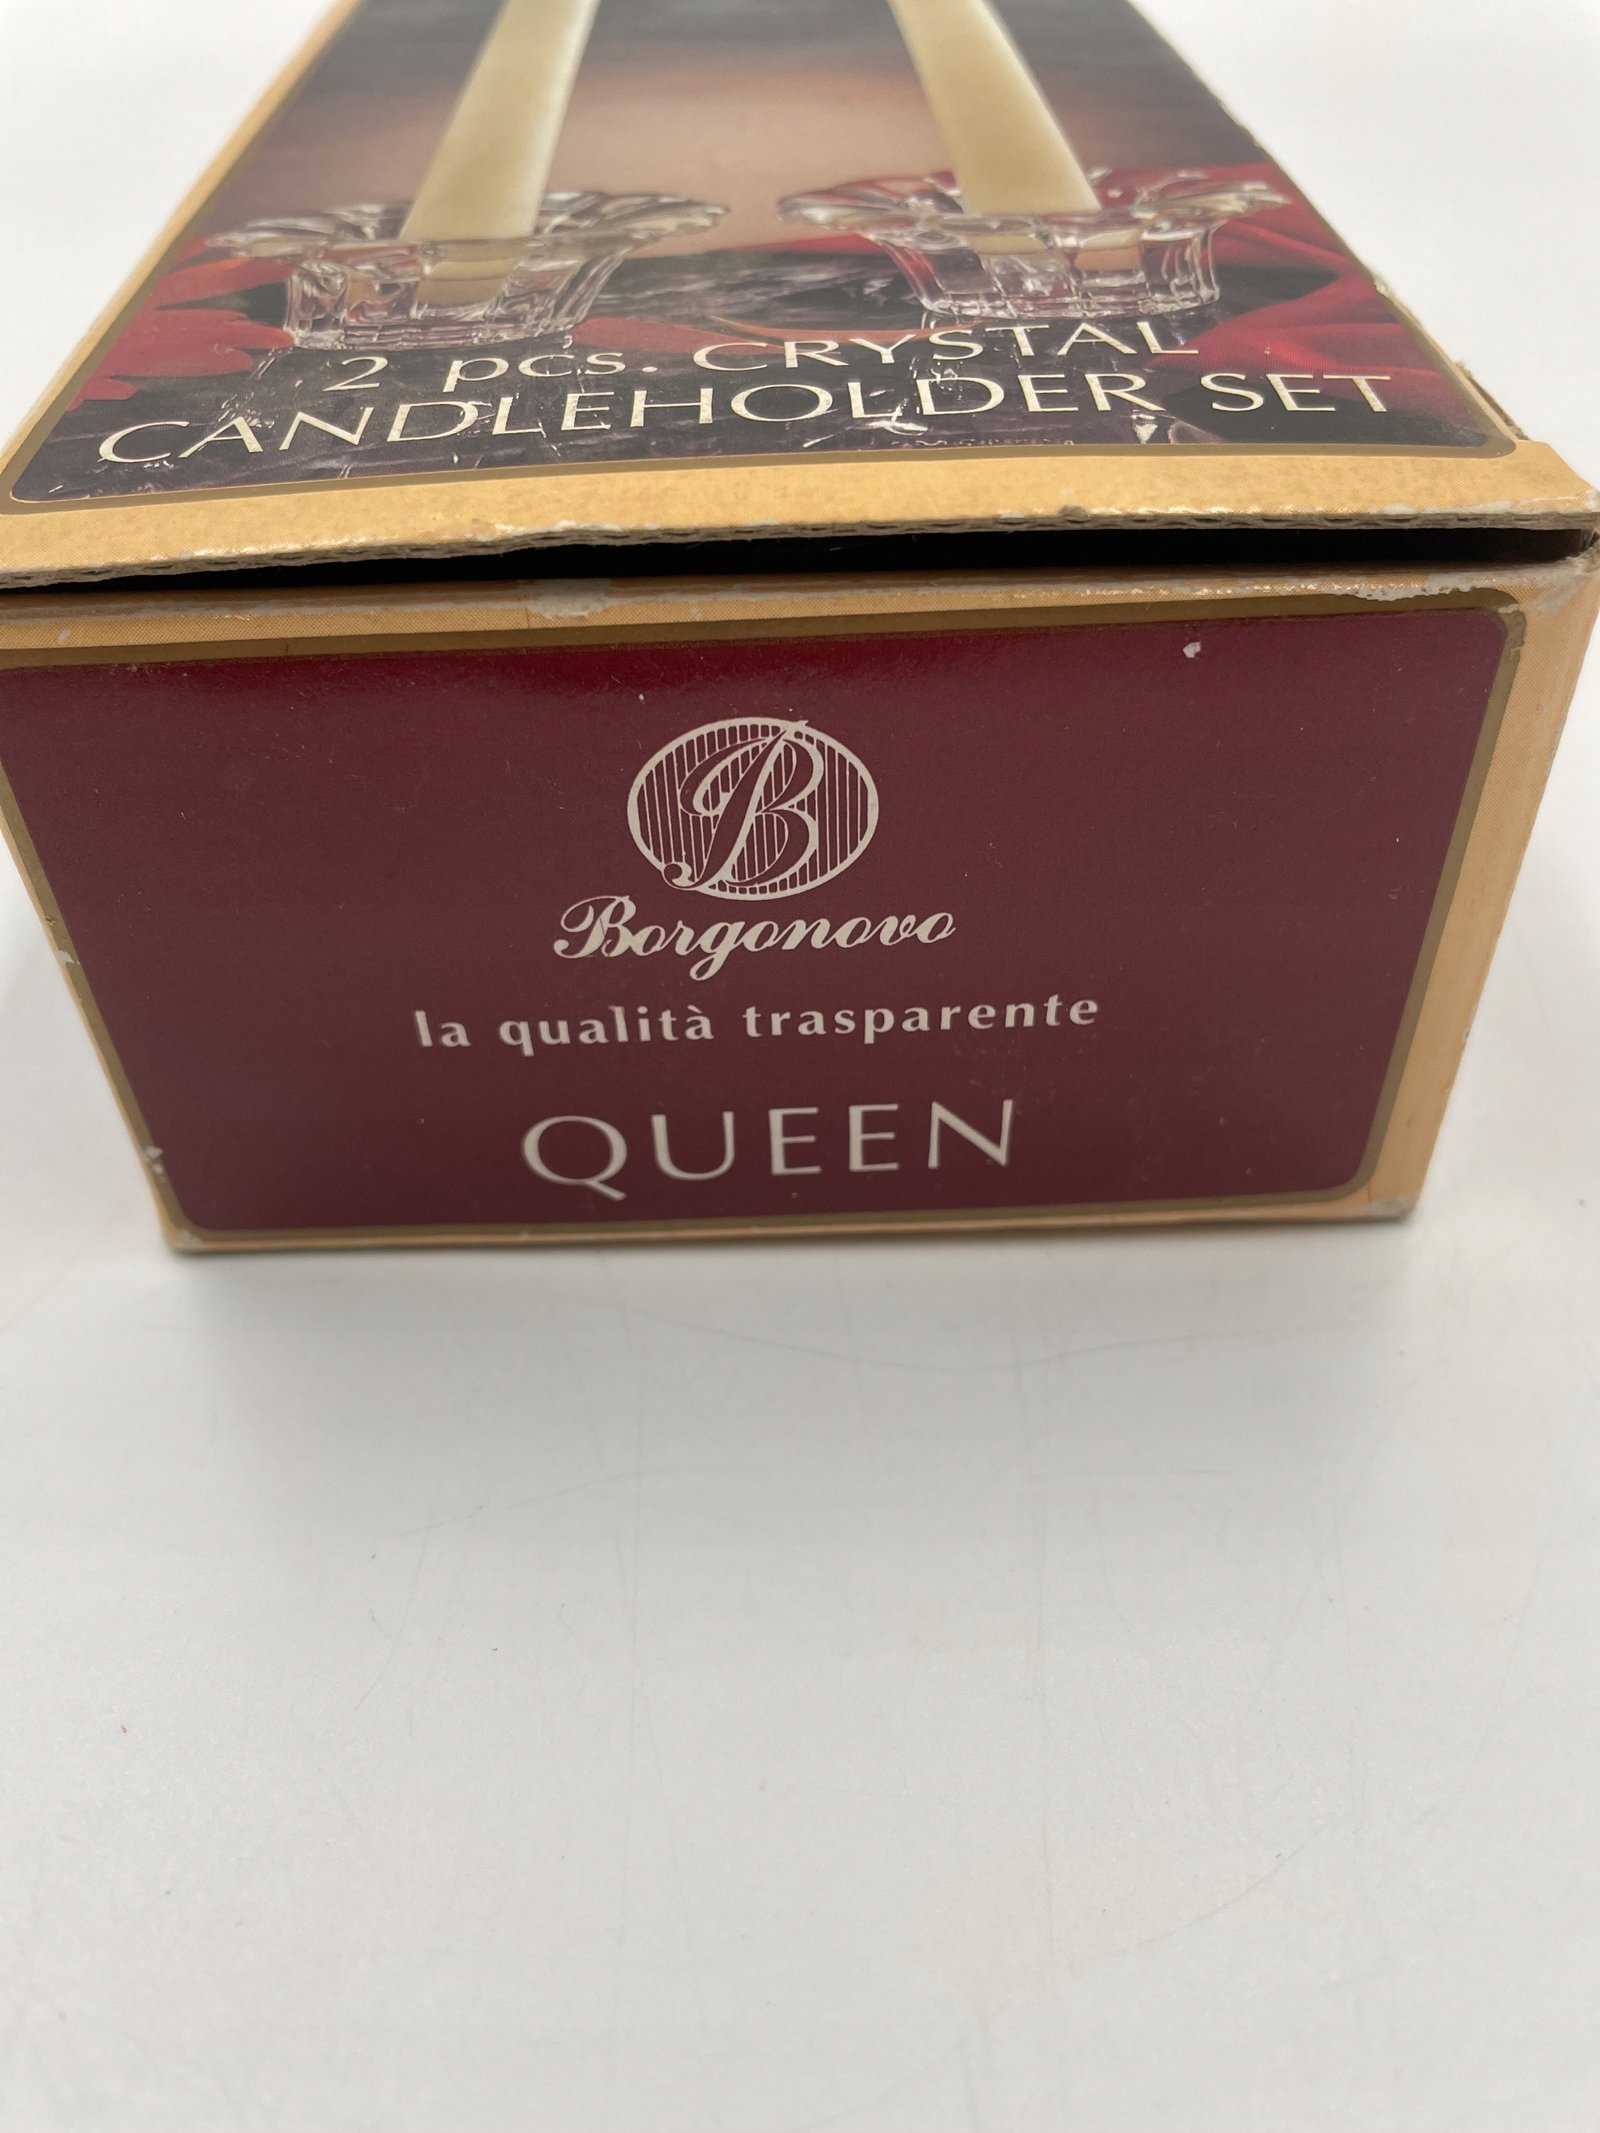 2 pcs. CRYSTAL
CANDLEHOLDER SET
B
Borgonovo
la qualità trasparente
QUEEN